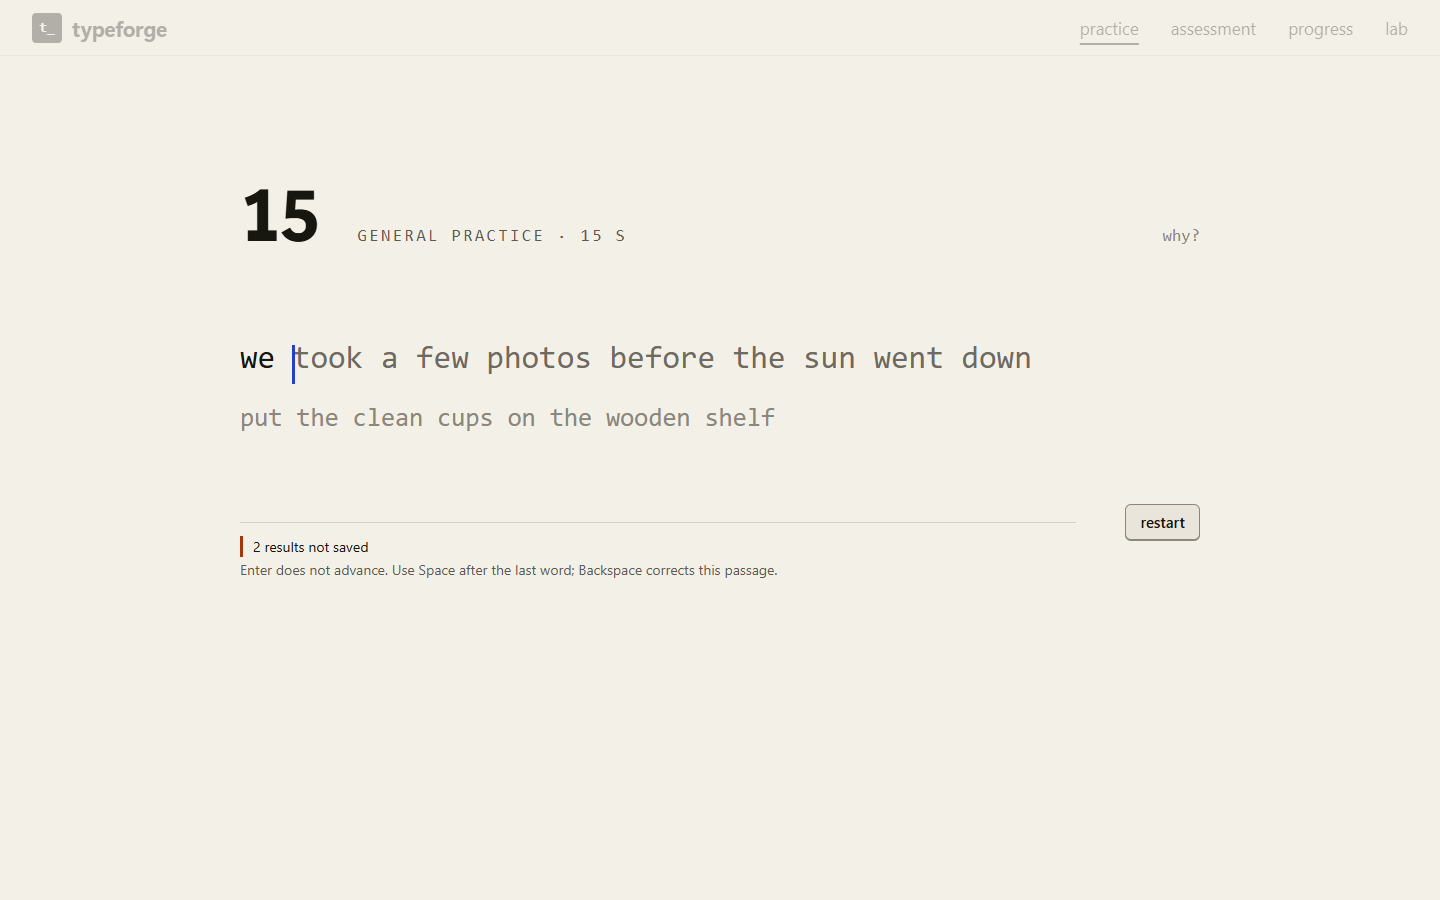 t_ typeforge
practice assessment progress lab
15 GENERAL PRACTICE · 15 S why?
we took a few photos before the sun went down
put the clean cups on the wooden shelf
restart
2 results not saved
Enter does not advance. Use Space after the last word; Backspace corrects this passage.